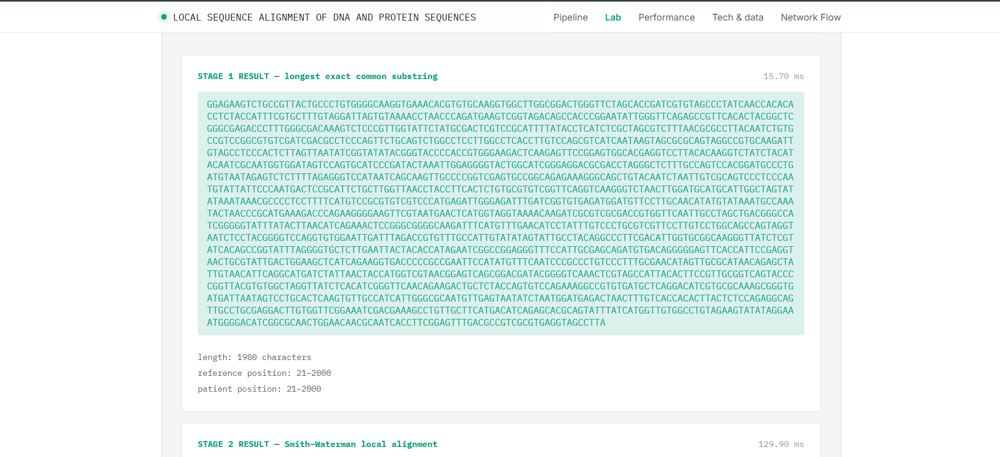 LOCAL SEQUENCE ALIGNMENT OF DNA AND PROTEIN SEQUENCES
Pipeline
Lab
Performance
Tech & data
Network Flow
STAGE 1 RESULT — longest exact common substring
15.70 ms
GGAGAAGTCTGCCGTTACTGCCCTGTGGGGCAAGGTGAAACACGTGTGCAAGGTGGCTTGGCGGACTGGGTTCTAGCACCGATCGTGTAGCCCTATCAACCACACA
CCTCTACCATTTCGTGCTTTGTAGGATTAGTGTAAAACCTAACCCAGATGAAGTCGGTAGACAGCCACCCGGAATATTGGGTTCAGAGCCGTTCACACTACGGCTC
GGGCGAGACCCTTTGGGCGACAAAGTCTCCCGTTGGTATTCTATGCGACTCGTCCGCATTTTATACCTCATCTCGCTAGCGTCTTTAACGCGCCTTACAATCTGTG
CCGTCCGGCGTGTCGATCGACGCCTCCCAGTTCTGCAGTCTGGCCTCCTTGGCCTCACCTTGTCCAGCGTCATCAATAAGTAGCGCGCAGTAGGCCGTGCAAGATT
GTAGCCTCCCACTCTTAGTTAATATCGGTATATACGGGTACCCCACCGTGGGAAGACTCAAGAGTTCCGGAGTGGCACGAGGTCCTTACACAAGGTCTATCTACAT
ACAATCGCAATGGTGGATAGTCCAGTGCATCCCGATACTAAATTGGAGGGGTACTGGCATCGGGAGGACGCGACCTAGGGCTCTTTGCCAGTCCACGGATGCCCTG
ATGTAATAGAGTCTCTTTTAGAGGGTCCATAATCAGCAAGTTGCCCCGGTCGAGTGCCGGCAGAGAAAGGGCAGCTGTACAATCTAATTGTCGCAGTCCCTCCCAA
TGTATTATTCCCAATGACTCCGCATTCTGCTTGGTTAACCTACCTTCACTCTGTGCGTGTCGGTTCAGGTCAAGGGTCTAACTTGGATGCATGCATTGGCTAGTAT
ATAAATAAACGCCCCTCCTTTTCATGTCCGCGTGTCGTCCCATGAGATTGGGAGATTTGATCGGTGTGAGATGGATGTTCCTTGCAACATATGTATAAATGCCAAA
TACTAACCCGCATGAAAGACCCAGAAGGGGAAGTTCGTAATGAACTCATGGTAGGTAAAACAAGATCGCGTCGCGACCGTGGTTCAATTGCCTAGCTGACGGGCCA
TCGGGGGTATTTATACTTAACATCAGAAACTCCGGGCGGGGCAAGATTTCATGTTTGAACATCCTATTTGTCCCTGCGTCGTTCCTTGTCCTGGCAGCCAGTAGGT
AATCTCCTACGGGGTCCAGGTGTGGAATTGATTTAGACCGTGTTTGCCATTGTATATAGTATTGCCTACAGGCCCTTCGACATTGGTGCGGCAAGGGTTATCTCGT
ATCACAGCCGGTATTTAGGGGTGCTCTTGAATTACTACACCATAGAATCGGCCGGAGGGTTTCCATTGCGAGCAGATGTGACAGGGGGAGTTCACCATTCCGAGGT
AACTGCGTATTGACTGGAAGCTCATCAGAAGGTGACCCCCGCCGAATTCCATATGTTTCAATCCCGCCCTGTCCCTTTGCGAACATAGTTGCGCATAACAGAGCTA
TTGTAACATTCAGGCATGATCTATTAACTACCATGGTCGTAACGGAGTCAGCGGACGATACGGGGTCAAACTCGTAGCCATTACACTTCCGTTGCGGTCAGTACCC
CGGTTACGTGTGGCTAGGTTATCTCACATCGGGTTCAACAGAAGACTGCTCTACCAGTGTCCAGAAAGGCCGTGTGATGCTCAGGACATCGTGCGCAAAGCGGGTG
ATGATTAATAGTCCTGCACTCAAGTGTTGCCATCATTGGGCGCAATGTTGAGTAATATCTAATGGATGAGACTAACTTTGTCACCACACTTACTCTCCAGAGGCAG
TTGCCTGCGAGGACTTGTGGTTCGGAAATCGACGAAAGCCTGTTGCTTCATGACATCAGAGCACGCAGTATTTATCATGGTTGTGGCCTGTAGAAGTATATAGGAA
ATGGGGACATCGGCGCAACTGGAACAACGCAATCACCTTCGGAGTTTGACGCCGTCGCGTGAGGTAGCCTTA
length: 1980 characters
reference position: 21–2000
patient position: 21–2000
STAGE 2 RESULT — Smith–Waterman local alignment
129.90 ms